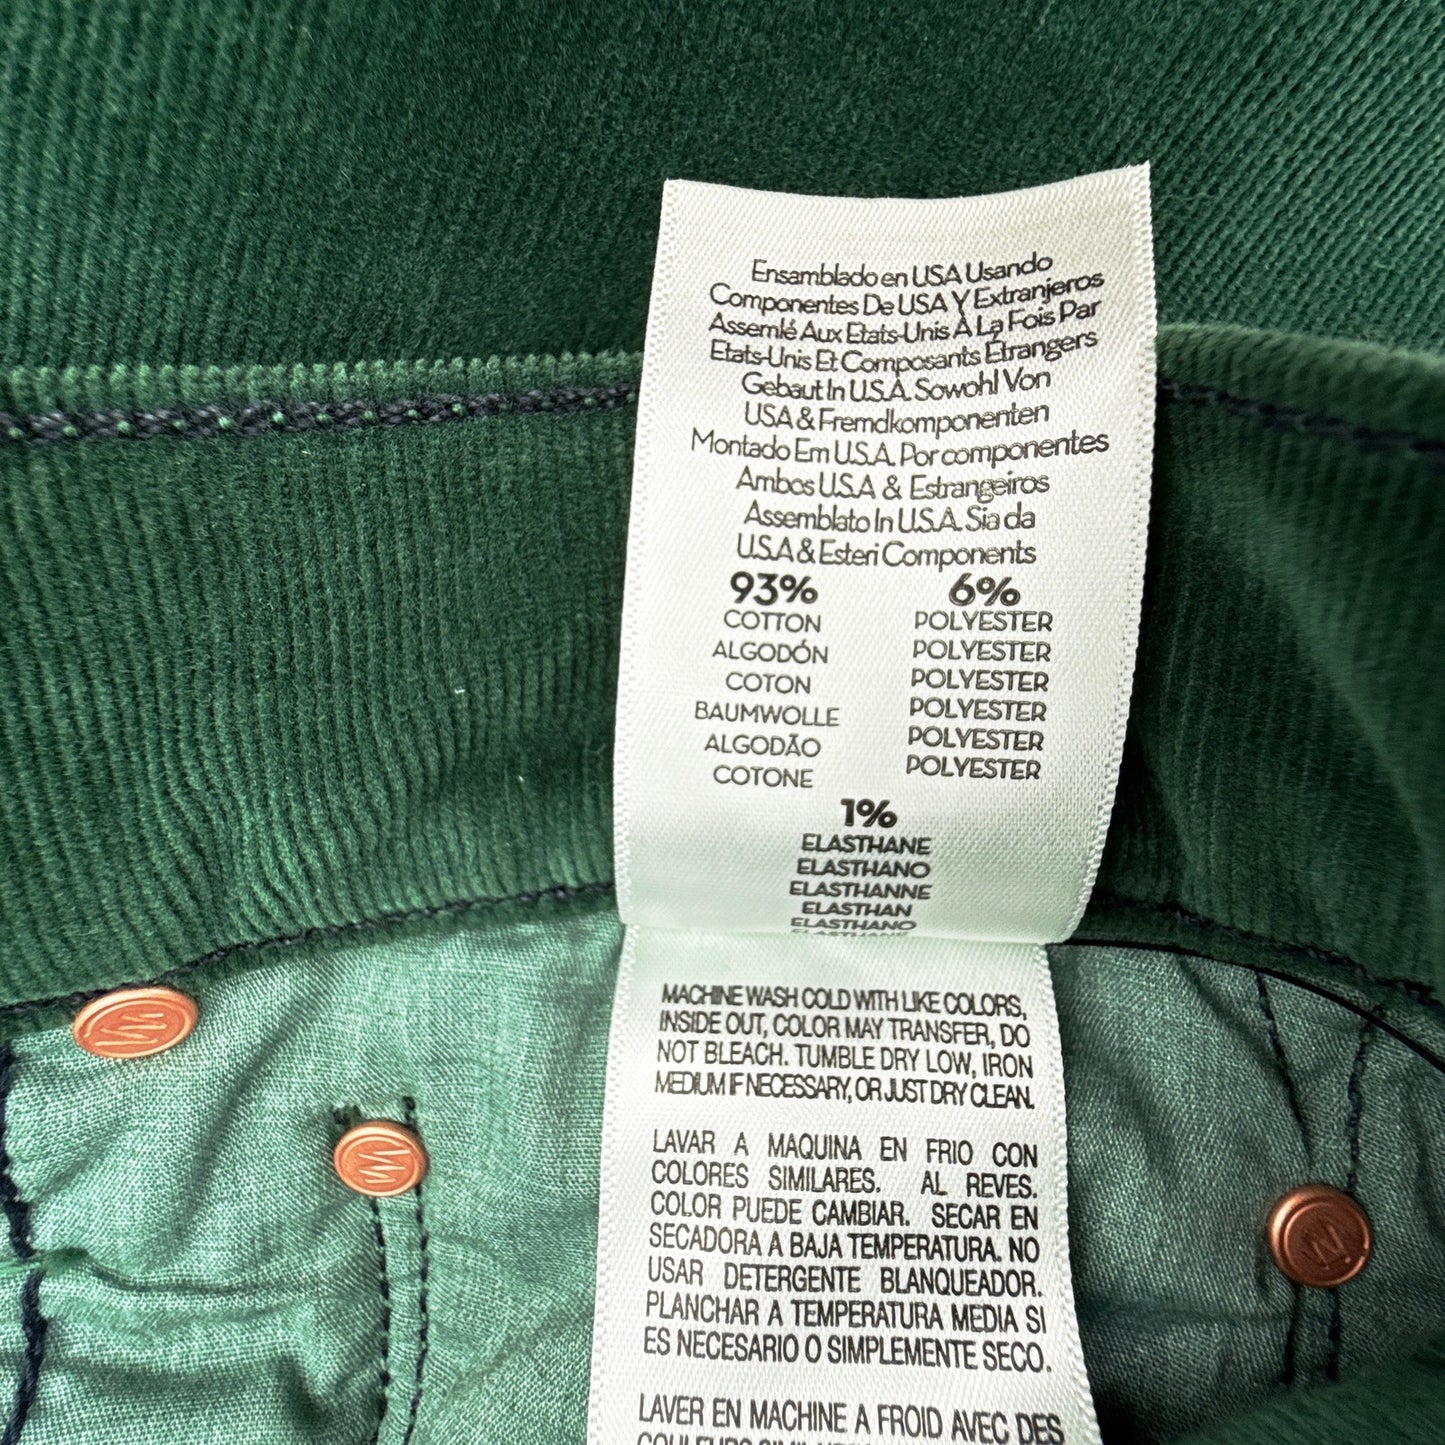 Ensamblado en USA Usando
Componentes De USA Y Extranjeros
Assemlé Aux Etats-Unis À La Fois Par
Etats-Unis Et Composants Étrangers
Gebaut In U.S.A. Sowohl Von
USA & Fremdkomponenten
Montado Em U.S.A. Por componentes
Ambos U.S.A & Estrangeiros
Assemblato In U.S.A. Sia da
U.S.A & Esteri Components
93% 6%
COTTON POLYESTER
ALGODÓN POLYESTER
COTON POLYESTER
BAUMWOLLE POLYESTER
ALGODÃO POLYESTER
COTONE POLYESTER
1%
ELASTHANE
ELASTHANO
ELASTHANNE
ELASTHAN
ELASTHANO
MACHINE WASH COLD WITH LIKE COLORS,
INSIDE OUT, COLOR MAY TRANSFER, DO
NOT BLEACH. TUMBLE DRY LOW, IRON
MEDIUM IF NECESSARY, OR JUST DRY CLEAN.
LAVAR A MAQUINA EN FRIO CON
COLORES SIMILARES. AL REVES.
COLOR PUEDE CAMBIAR. SECAR EN
SECADORA A BAJA TEMPERATURA. NO
USAR DETERGENTE BLANQUEADOR.
PLANCHAR A TEMPERATURA MEDIA SI
ES NECESARIO O SIMPLEMENTE SECO.
LAVER EN MACHINE A FROID AVEC DES